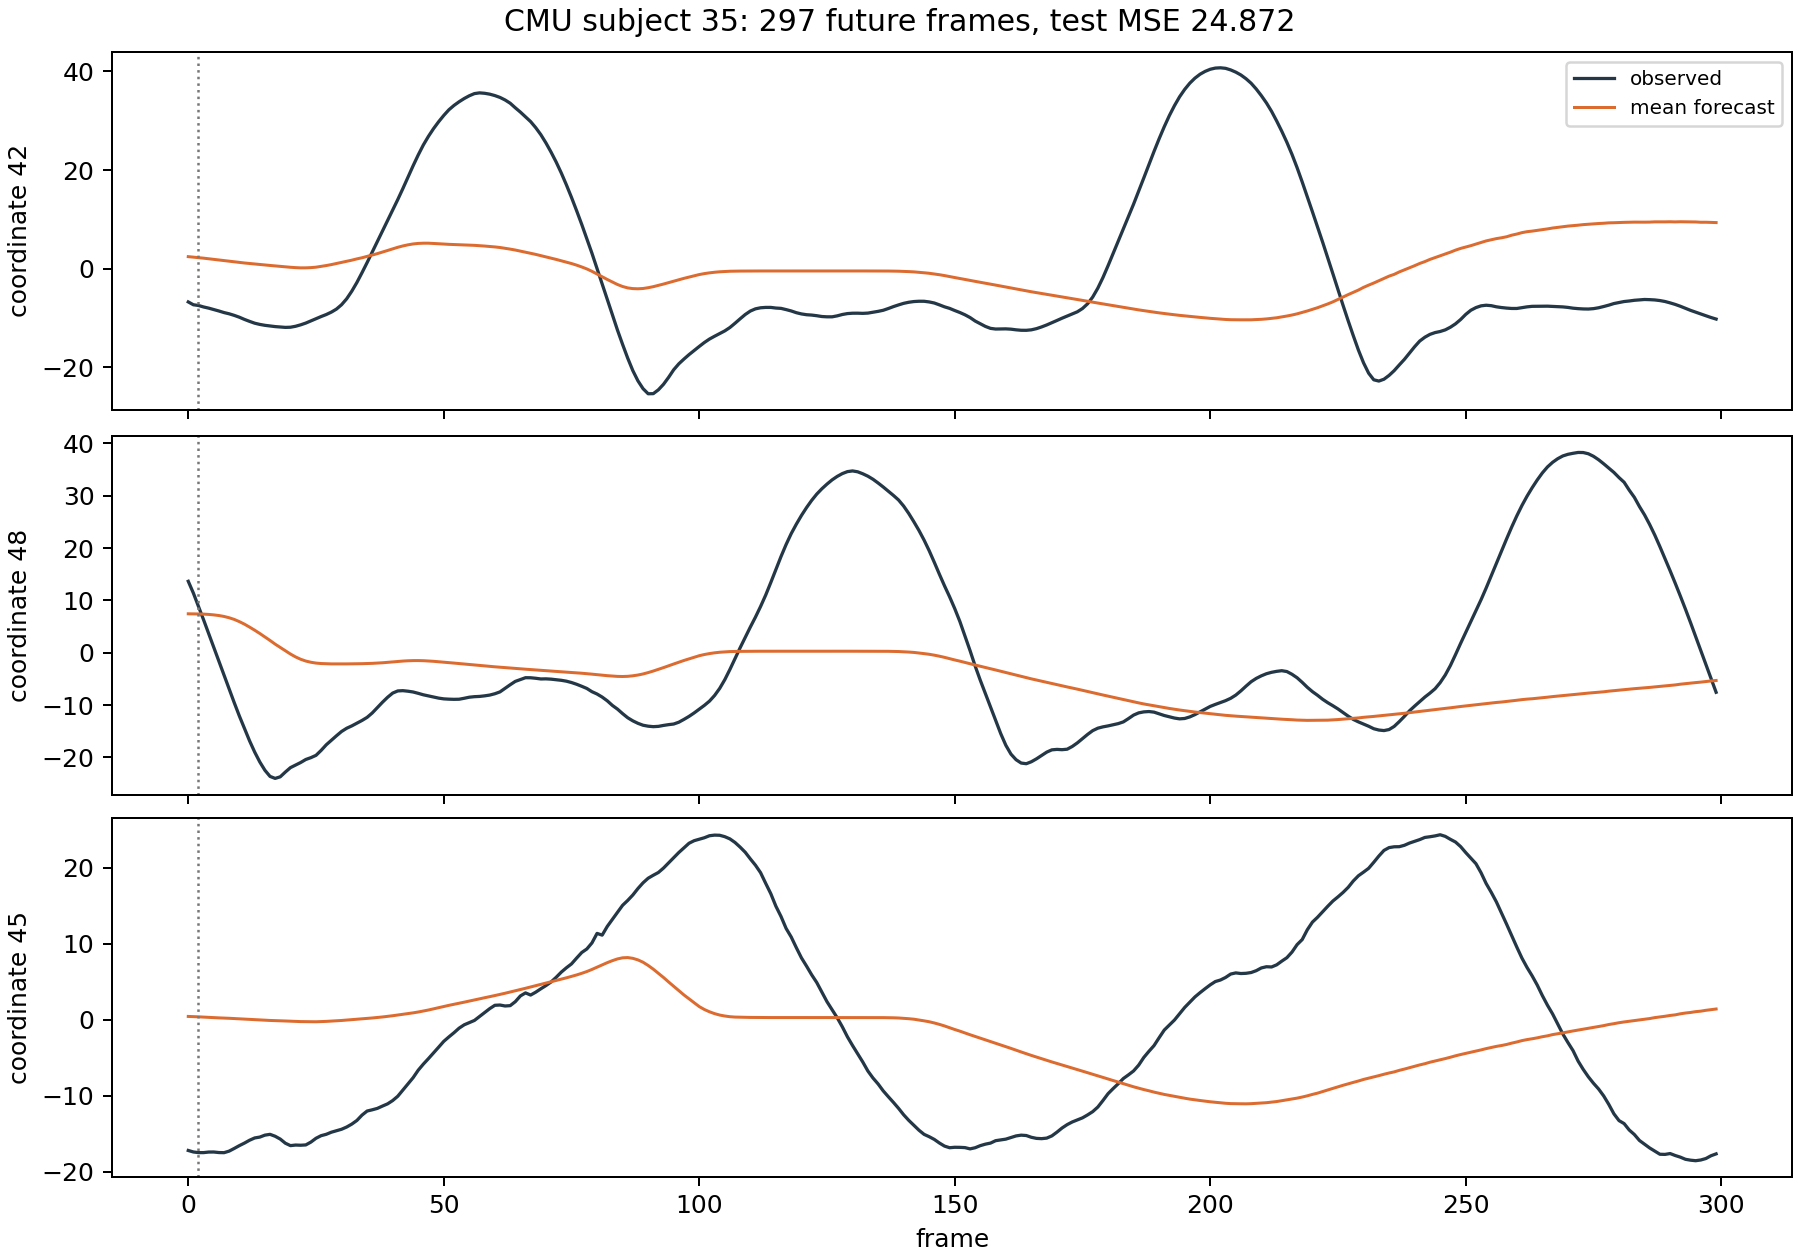 CMU subject 35: 297 future frames, test MSE 24.872
coordinate 42
40
20
0
−20
observed
mean forecast
coordinate 48
40
30
20
10
0
−10
−20
coordinate 45
20
10
0
−10
−20
0 50 100 150 200 250 300
frame